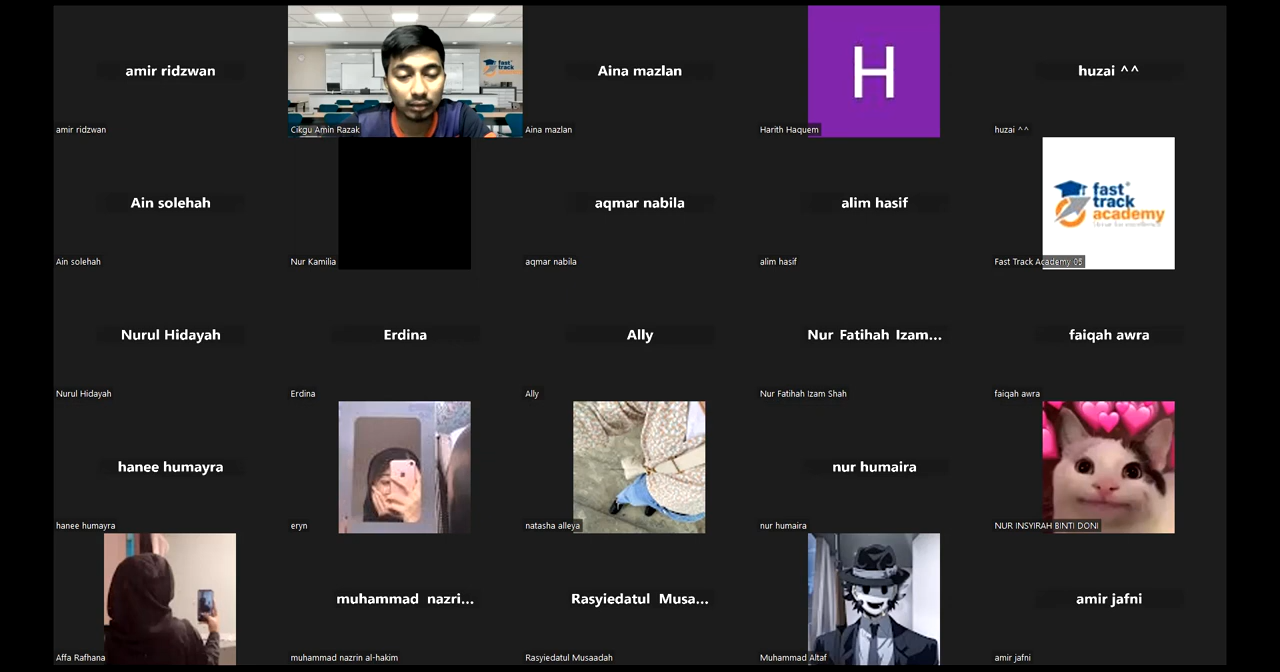 amir ridzwan
amir ridzwan
fast
track
academy
Cikgu Amin Razak
Aina mazlan
Aina mazlan
H
Harith Haquem
huzai ^^
huzai ^^
Ain solehah
Ain solehah
Nur Kamilia
aqmar nabila
aqmar nabila
alim hasif
alim hasif
fast
track
academy
Fast Track Academy 05
Nurul Hidayah
Nurul Hidayah
Erdina
Erdina
Ally
Ally
Nur Fatihah Izam...
Nur Fatihah Izam Shah
faiqah awra
faiqah awra
hanee humayra
hanee humayra
eryn
natasha alleya
nur humaira
nur humaira
NUR INSYIRAH BINTI DONI
Affa Rafhana
muhammad nazri...
muhammad nazrin al-hakim
Rasyiedatul Musa...
Rasyiedatul Musaadah
Muhammad Altaf
amir jafni
amir jafni